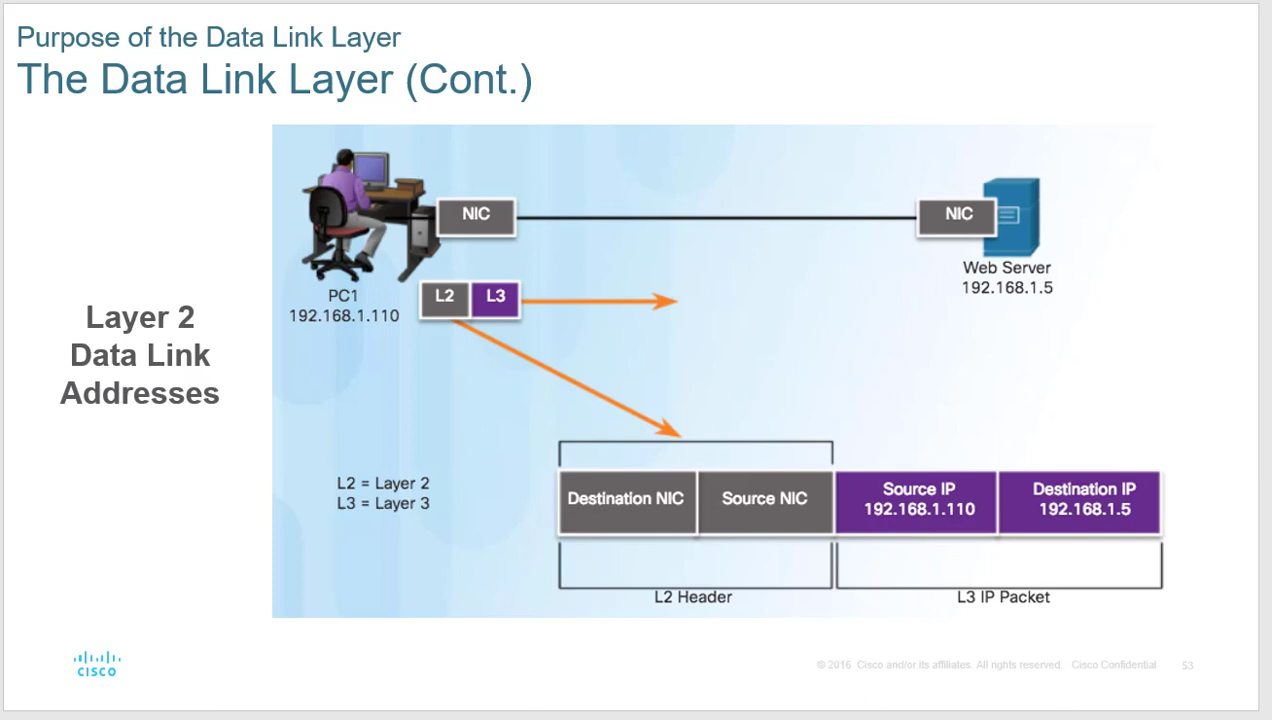 Purpose of the Data Link Layer
The Data Link Layer (Cont.)
Layer 2
Data Link
Addresses
NIC
NIC
PC1
192.168.1.110
L2 L3
Web Server
192.168.1.5
L2 = Layer 2
L3 = Layer 3
Destination NIC
Source NIC
Source IP
192.168.1.110
Destination IP
192.168.1.5
L2 Header
L3 IP Packet
CISCO
© 2016 Cisco and/or its affiliates. All rights reserved. Cisco Confidential
53